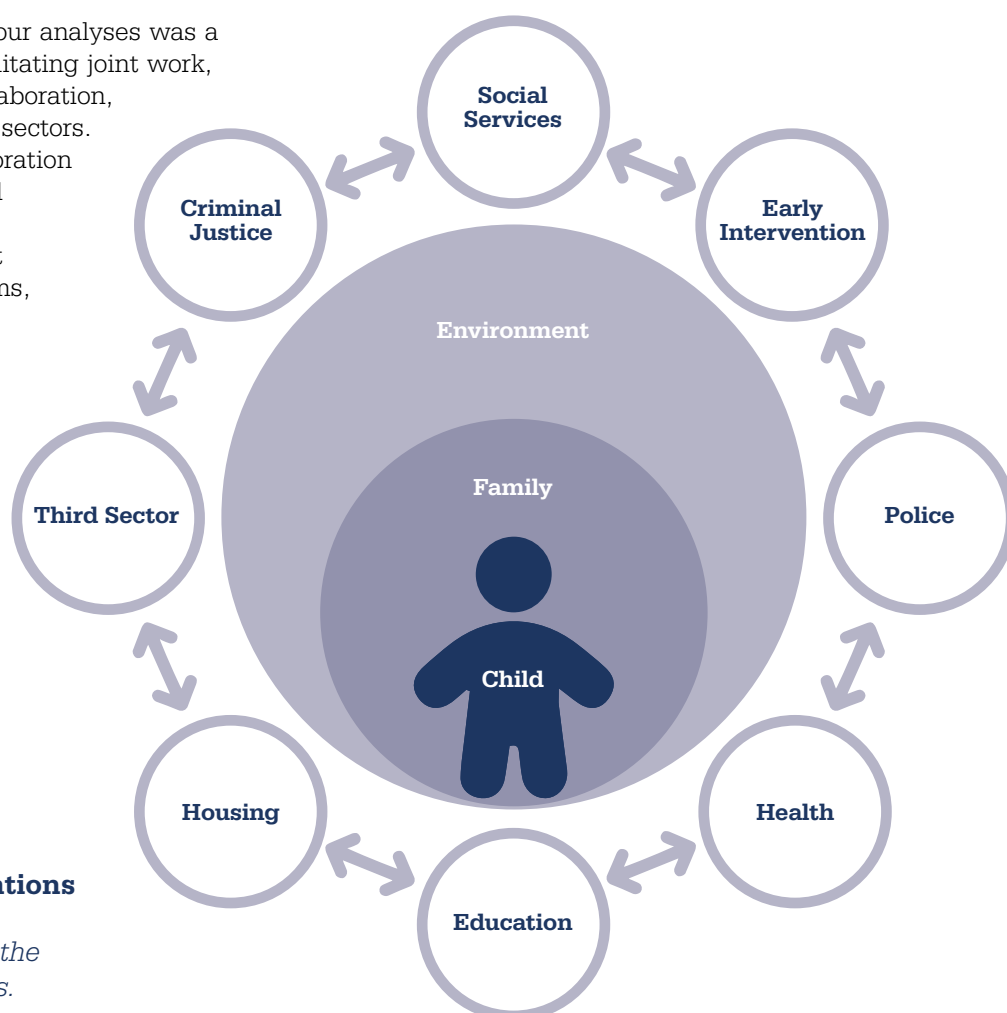 our analyses was a
itating joint work,
aboration,
sectors.
oration
Social
Services
Criminal
Justice
Early
Intervention
ns,
Environment
Family
Third Sector
Police
Child
Housing
Health
ations
Education
the
s.